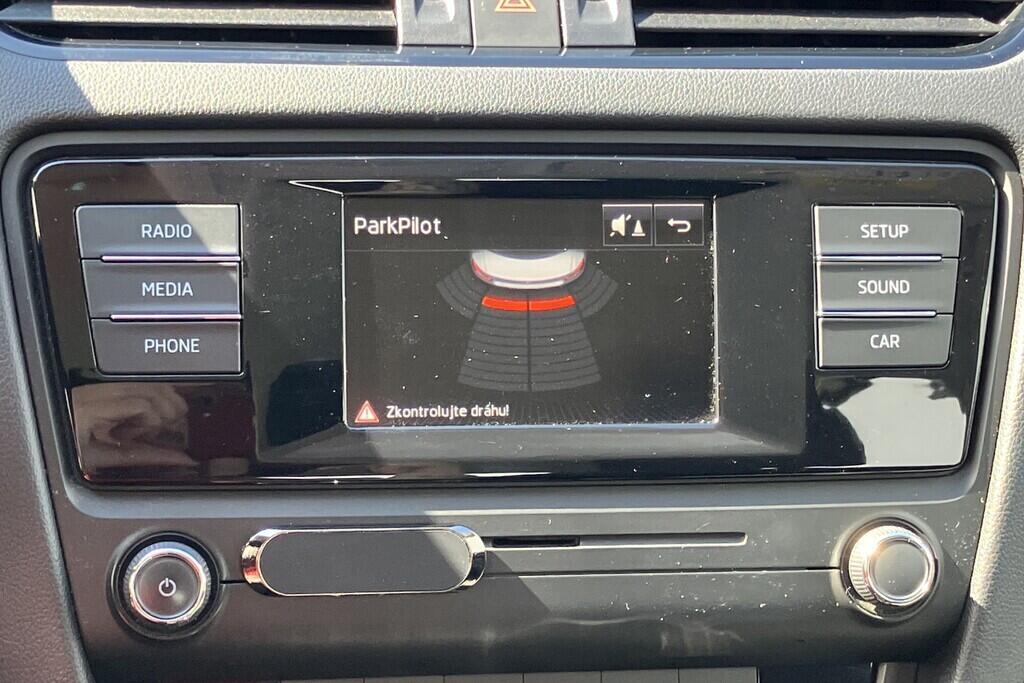 ParkPilot
RADIO
MEDIA
PHONE
SETUP
SOUND
CAR
Zkontrolujte dráhu!